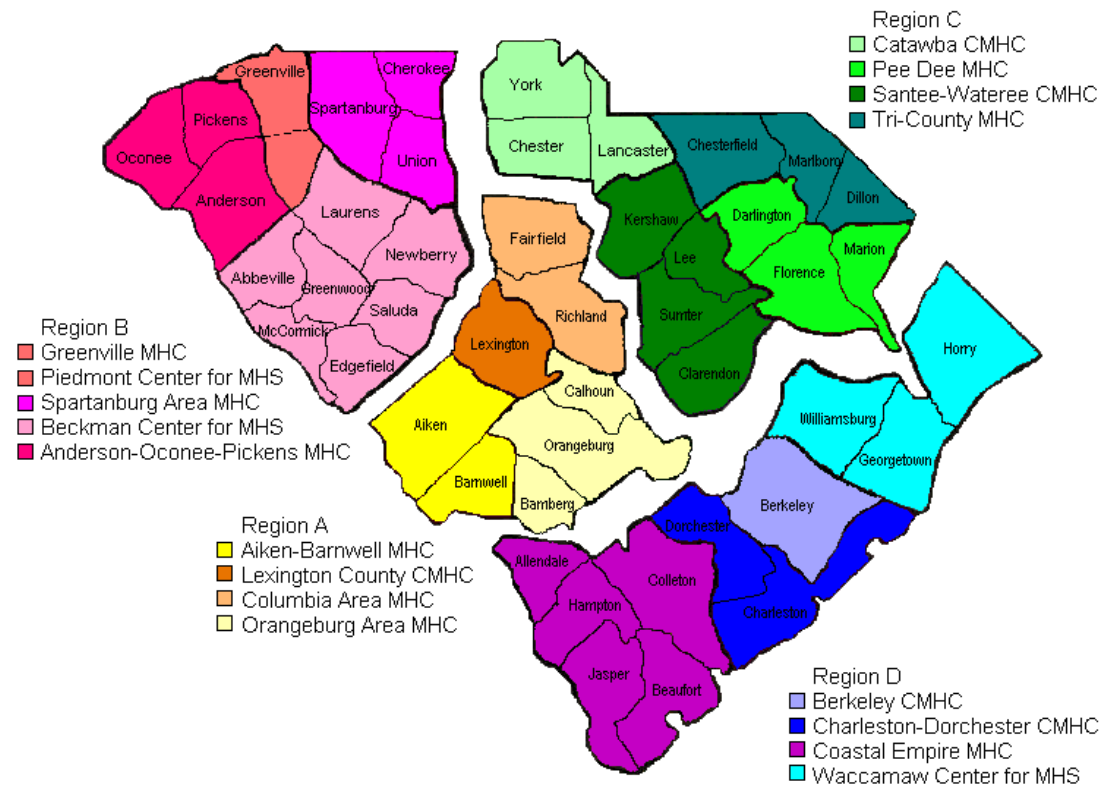 Region C
Catawba CMHC
Pee Dee MHC
Santee-Wateree CMHC
Tri-County MHC
Greenville
Cherokee
Spartanburg
Pickens
Oconee
Union
Anderson
Laurens
Newberry
Abbeville
Greenwood
Saluda
McCormick
Edgefield
York
Chester
Lancaster
Chesterfield
Marlboro
Dillon
Kershaw
Darlington
Marion
Lee
Florence
Sumter
Clarendon
Fairfield
Richland
Lexington
Calhoun
Aiken
Orangeburg
Barnwell
Bamberg
Horry
Williamsburg
Georgetown
Berkeley
Dorchester
Charleston
Allendale
Colleton
Hampton
Jasper
Beaufort
Region B
Greenville MHC
Piedmont Center for MHS
Spartanburg Area MHC
Beckman Center for MHS
Anderson-Oconee-Pickens MHC
Region A
Aiken-Barnwell MHC
Lexington County CMHC
Columbia Area MHC
Orangeburg Area MHC
Region D
Berkeley CMHC
Charleston-Dorchester CMHC
Coastal Empire MHC
Waccamaw Center for MHS